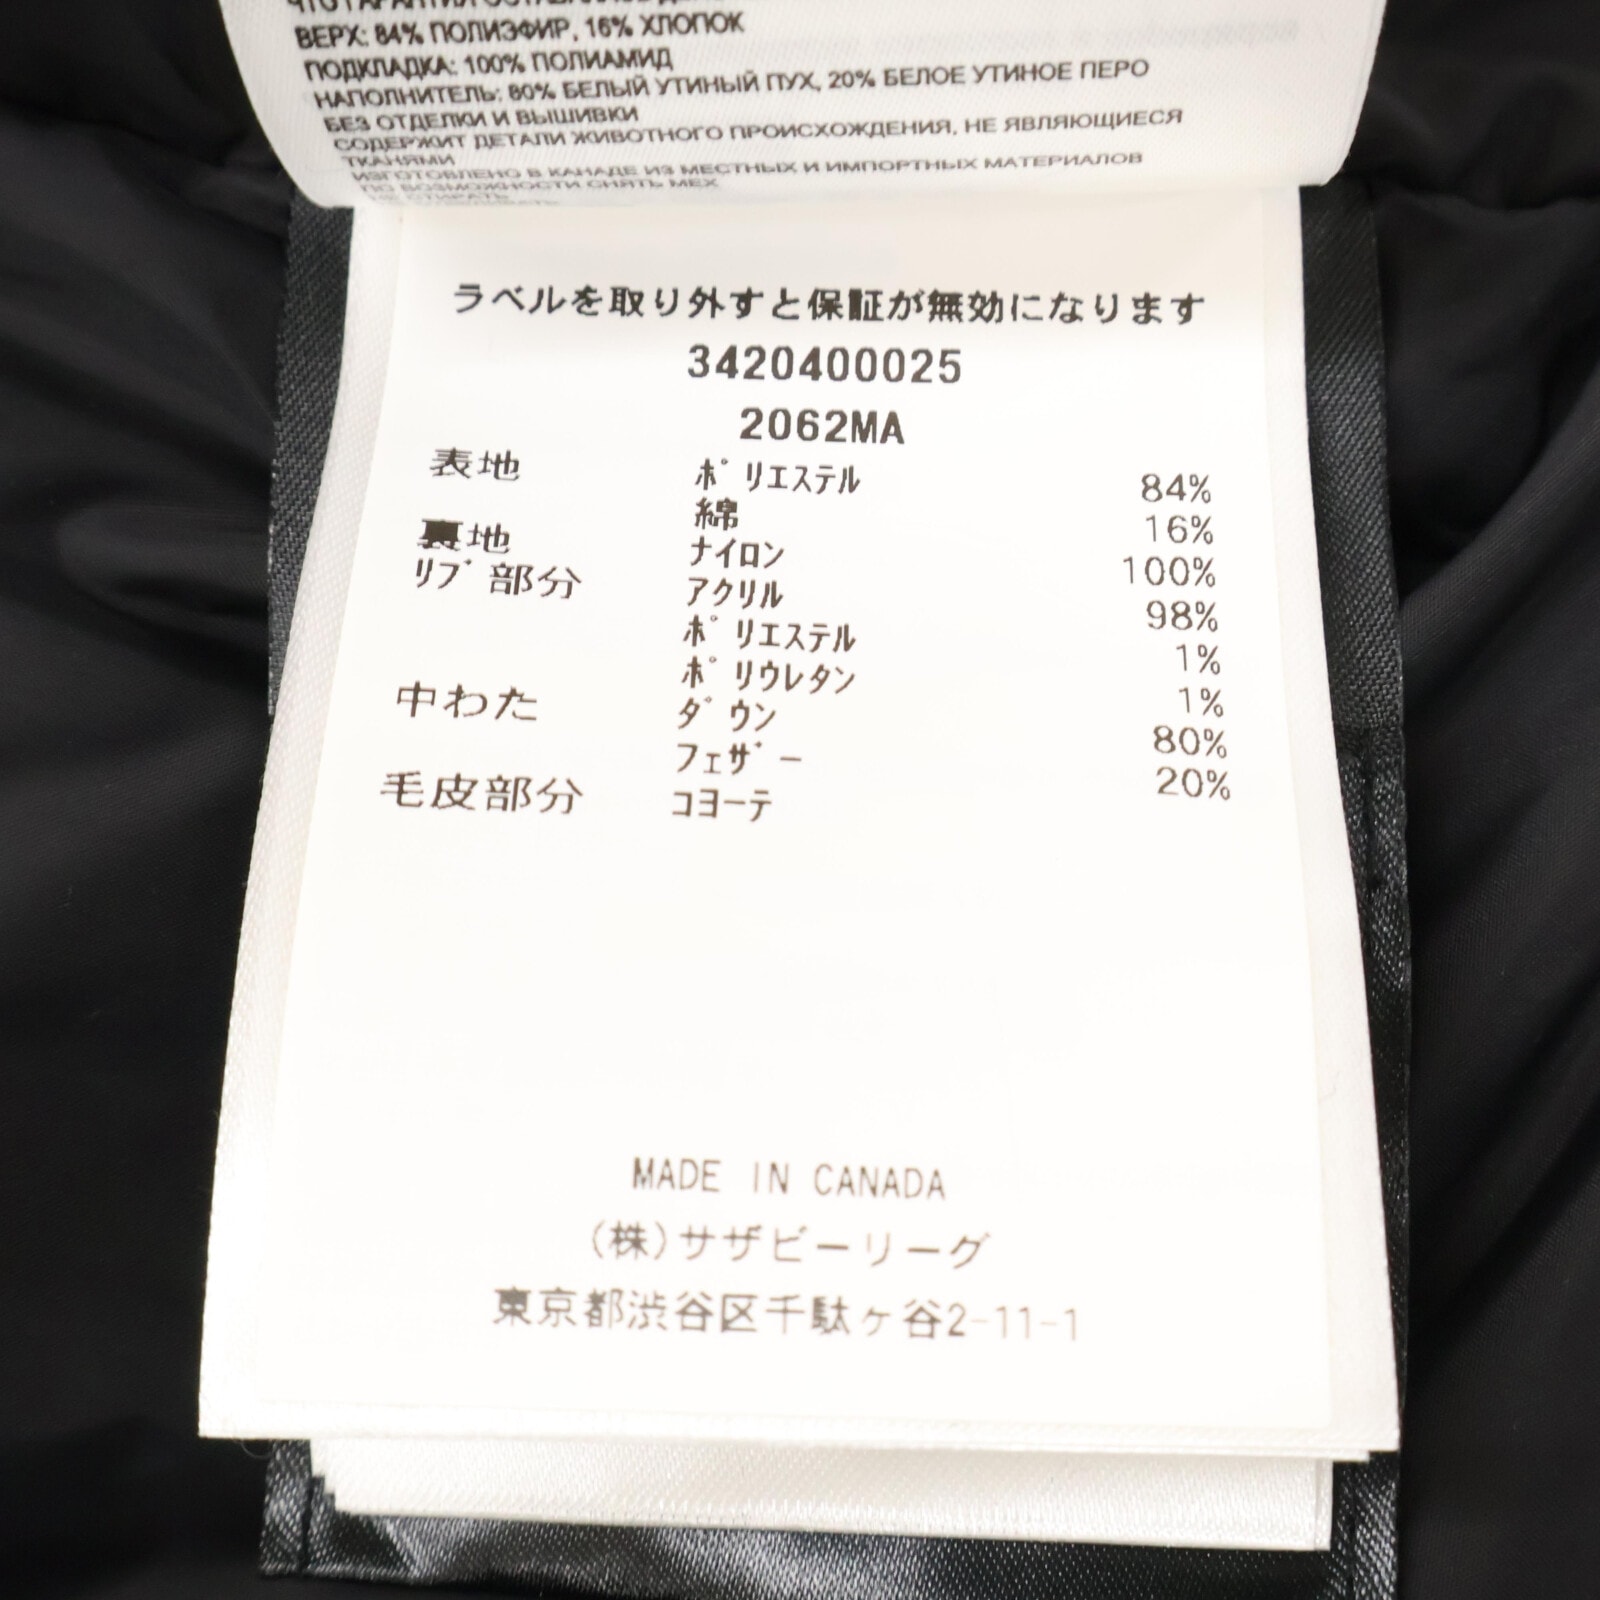 ВЕРХ: 84% ПОЛИЭФИР, 16% ХЛОПОК
ПОДКЛАДКА: 100% ПОЛИАМИД
НАПОЛНИТЕЛЬ: 80% БЕЛЫЙ УТИНЫЙ ПУХ, 20% БЕЛОЕ УТИНОЕ ПЕРО
БЕЗ ОТДЕЛКИ И ВЫШИВКИ
СОДЕРЖИТ ДЕТАЛИ ЖИВОТНОГО ПРОИСХОЖДЕНИЯ, НЕ ЯВЛЯЮЩИЕСЯ
ТКАНЯМИ
ИЗГОТОВЛЕНО В КАНАДЕ ИЗ МЕСТНЫХ И ИМПОРТНЫХ МАТЕРИАЛОВ
ПО ВОЗМОЖНОСТИ СНЯТЬ МЕХ
НЕ СТИРАТЬ
ラベルを取り外すと保証が無効になります
3420400025
2062MA
表地 ﾎﾟﾘｴｽﾃﾙ 84%
綿 16%
裏地 ﾅｲﾛﾝ 100%
ﾘﾌﾞ部分 ｱｸﾘﾙ 98%
ﾎﾟﾘｴｽﾃﾙ 1%
ﾎﾟﾘｳﾚﾀﾝ 1%
中わた ﾀﾞｳﾝ 80%
ﾌｪｻﾞｰ 20%
毛皮部分 ｺﾖｰﾃ
MADE IN CANADA
(株)サザビーリーグ
東京都渋谷区千駄ヶ谷2-11-1